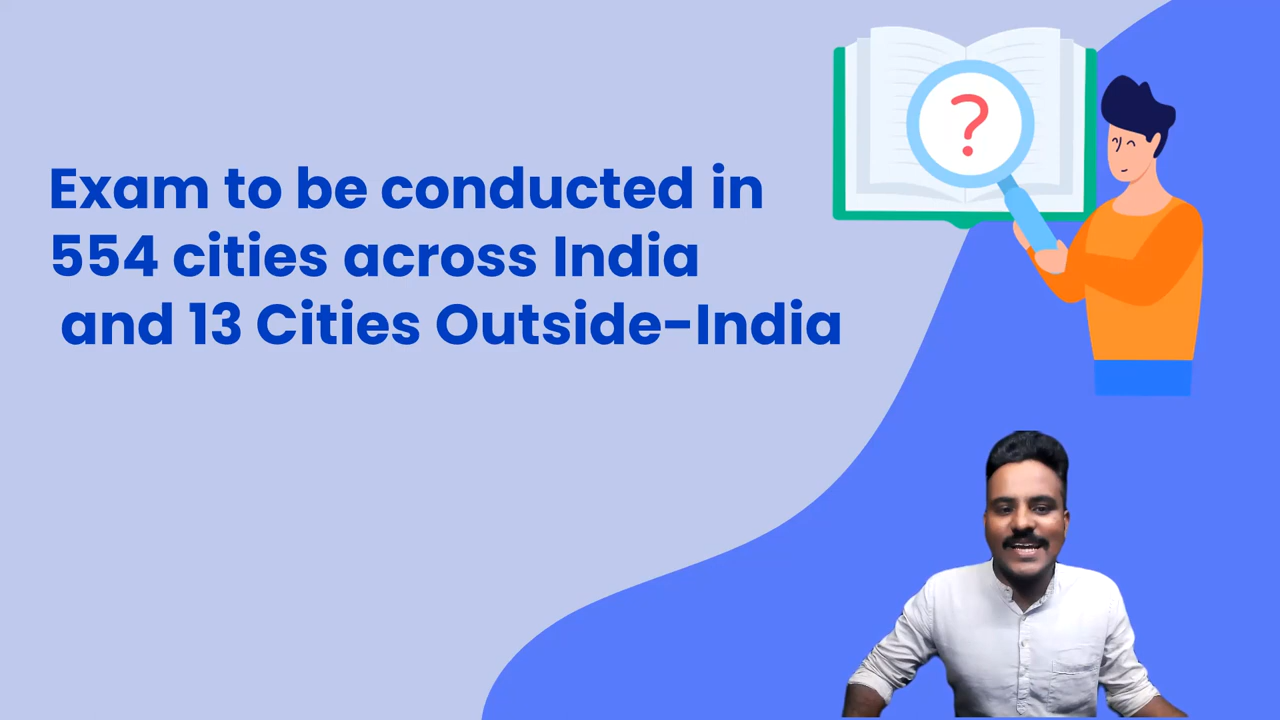 Exam to be conducted in
554 cities across India
and 13 Cities Outside-India
?